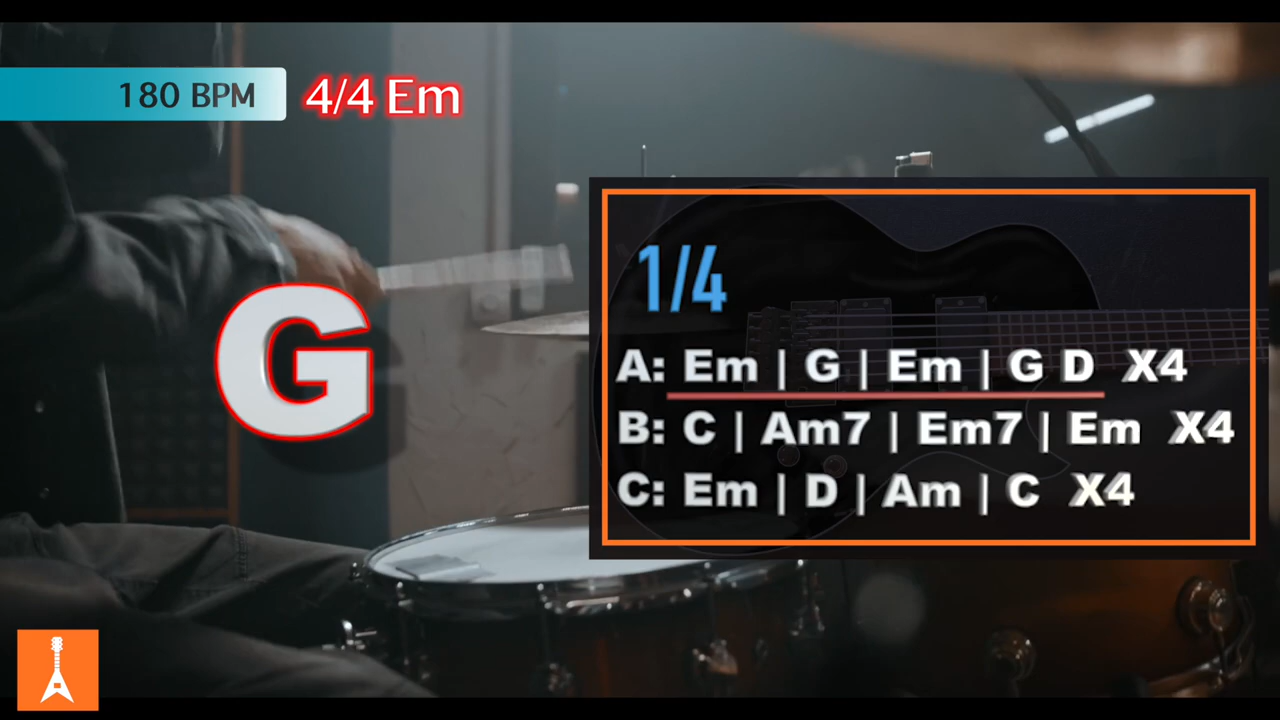 180 BPM
4/4 Em
G
1/4
A: Em | G | Em | G D X4
B: C | Am7 | Em7 | Em X4
C: Em | D | Am | C X4